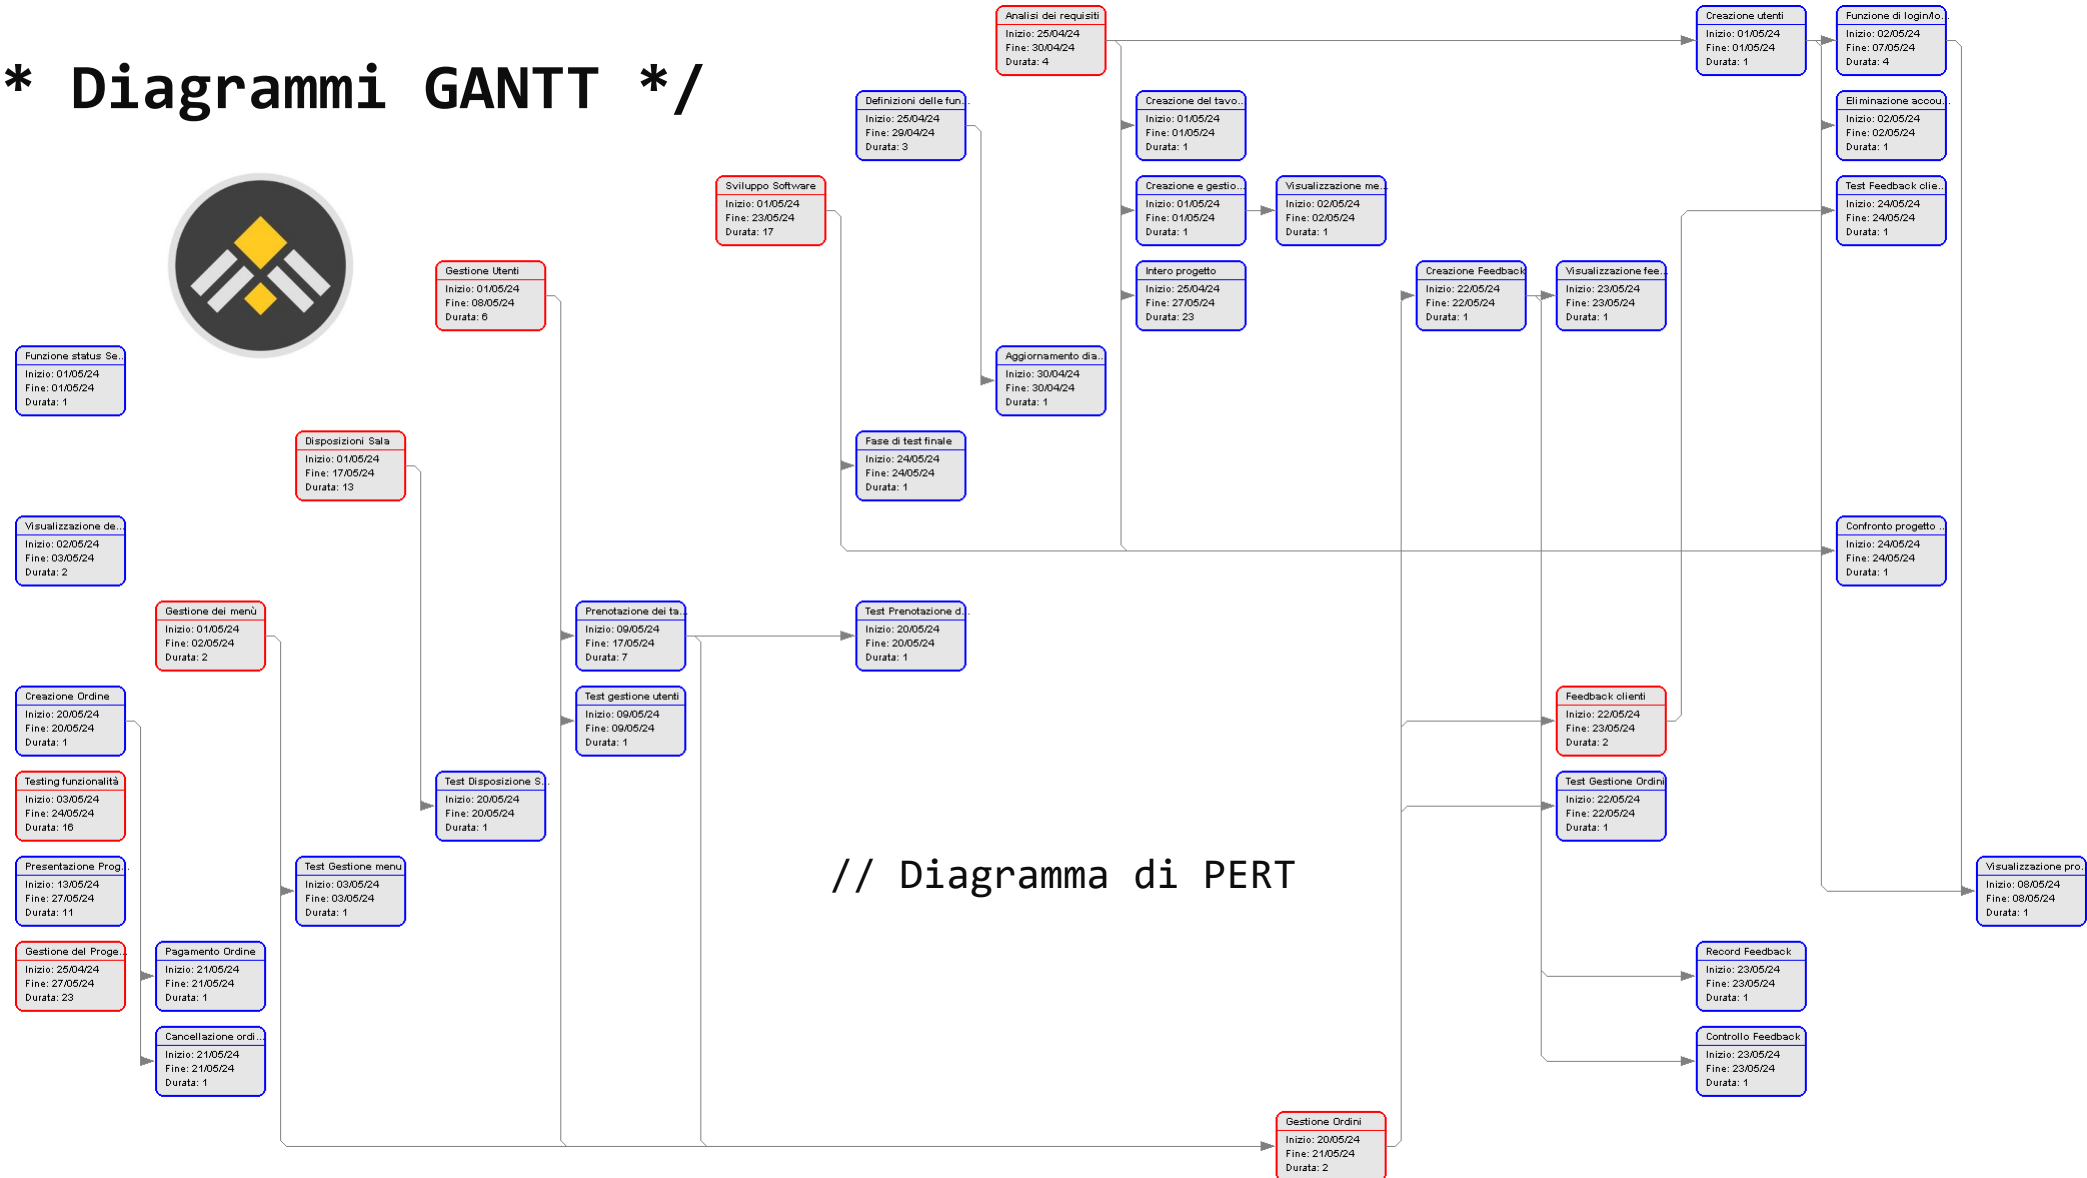 * Diagrammi GANTT */
Analisi dei requisiti
Inizio: 25/04/24
Fine: 30/04/24
Durata: 4
Creazione utenti
Inizio: 01/05/24
Fine: 01/05/24
Durata: 1
Funzione di login/lo...
Inizio: 02/05/24
Fine: 07/05/24
Durata: 4
Definizioni delle fun...
Inizio: 25/04/24
Fine: 29/04/24
Durata: 3
Creazione del tavo...
Inizio: 01/05/24
Fine: 01/05/24
Durata: 1
Eliminazione accou...
Inizio: 02/05/24
Fine: 02/05/24
Durata: 1
Sviluppo Software
Inizio: 01/05/24
Fine: 23/05/24
Durata: 17
Creazione e gestio...
Inizio: 01/05/24
Fine: 01/05/24
Durata: 1
Visualizzazione me...
Inizio: 02/05/24
Fine: 02/05/24
Durata: 1
Test Feedback clie...
Inizio: 24/05/24
Fine: 24/05/24
Durata: 1
Gestione Utenti
Inizio: 01/05/24
Fine: 08/05/24
Durata: 6
Intero progetto
Inizio: 25/04/24
Fine: 27/05/24
Durata: 23
Creazione Feedback
Inizio: 22/05/24
Fine: 22/05/24
Durata: 1
Visualizzazione fee...
Inizio: 23/05/24
Fine: 23/05/24
Durata: 1
Funzione status Se...
Inizio: 01/05/24
Fine: 01/05/24
Durata: 1
Aggiornamento dia...
Inizio: 30/04/24
Fine: 30/04/24
Durata: 1
Disposizioni Sala
Inizio: 01/05/24
Fine: 17/05/24
Durata: 13
Fase di test finale
Inizio: 24/05/24
Fine: 24/05/24
Durata: 1
Visualizzazione de...
Inizio: 02/05/24
Fine: 03/05/24
Durata: 2
Confronto progetto ...
Inizio: 24/05/24
Fine: 24/05/24
Durata: 1
Gestione dei menù
Inizio: 01/05/24
Fine: 02/05/24
Durata: 2
Prenotazione dei ta...
Inizio: 09/05/24
Fine: 17/05/24
Durata: 7
Test Prenotazione d...
Inizio: 20/05/24
Fine: 20/05/24
Durata: 1
Creazione Ordine
Inizio: 20/05/24
Fine: 20/05/24
Durata: 1
Test gestione utenti
Inizio: 09/05/24
Fine: 09/05/24
Durata: 1
Feedback clienti
Inizio: 22/05/24
Fine: 23/05/24
Durata: 2
Testing funzionalità
Inizio: 03/05/24
Fine: 24/05/24
Durata: 16
Test Disposizione S...
Inizio: 20/05/24
Fine: 20/05/24
Durata: 1
Test Gestione Ordini
Inizio: 22/05/24
Fine: 22/05/24
Durata: 1
Presentazione Prog...
Inizio: 13/05/24
Fine: 27/05/24
Durata: 11
Test Gestione menu
Inizio: 03/05/24
Fine: 03/05/24
Durata: 1
// Diagramma di PERT
Visualizzazione pro...
Inizio: 08/05/24
Fine: 08/05/24
Durata: 1
Gestione del Proge...
Inizio: 25/04/24
Fine: 27/05/24
Durata: 23
Pagamento Ordine
Inizio: 21/05/24
Fine: 21/05/24
Durata: 1
Record Feedback
Inizio: 23/05/24
Fine: 23/05/24
Durata: 1
Cancellazione ordi...
Inizio: 21/05/24
Fine: 21/05/24
Durata: 1
Controllo Feedback
Inizio: 23/05/24
Fine: 23/05/24
Durata: 1
Gestione Ordini
Inizio: 20/05/24
Fine: 21/05/24
Durata: 2